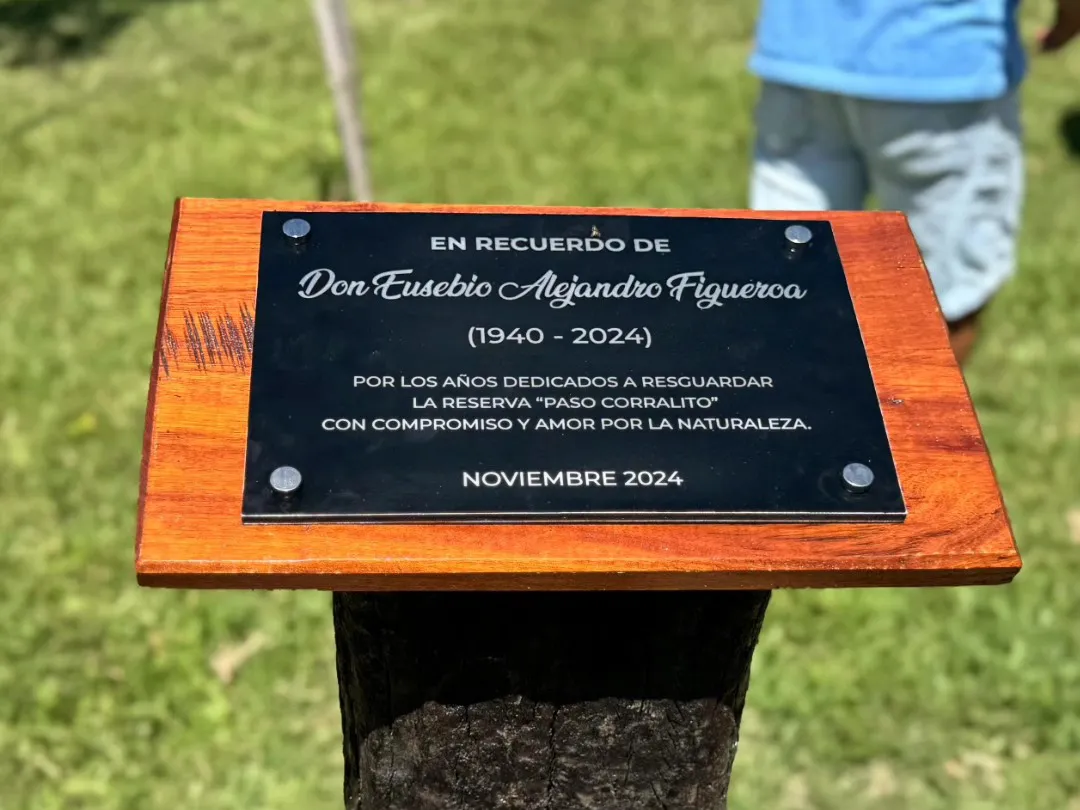 EN RECUERDO DE
Don Eusebio Alejandro Figueroa
(1940 - 2024)
POR LOS AÑOS DEDICADOS A RESGUARDAR
LA RESERVA “PASO CORRALITO”
CON COMPROMISO Y AMOR POR LA NATURALEZA.
NOVIEMBRE 2024